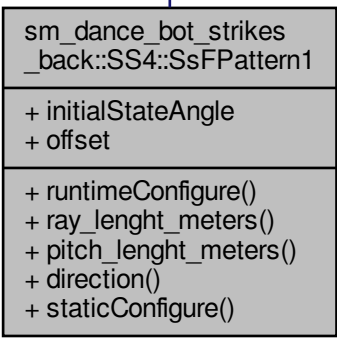 sm_dance_bot_strikes
_back::SS4::SsFPattern1
+ initialStateAngle
+ offset
+ runtimeConfigure()
+ ray_lenght_meters()
+ pitch_lenght_meters()
+ direction()
+ staticConfigure()